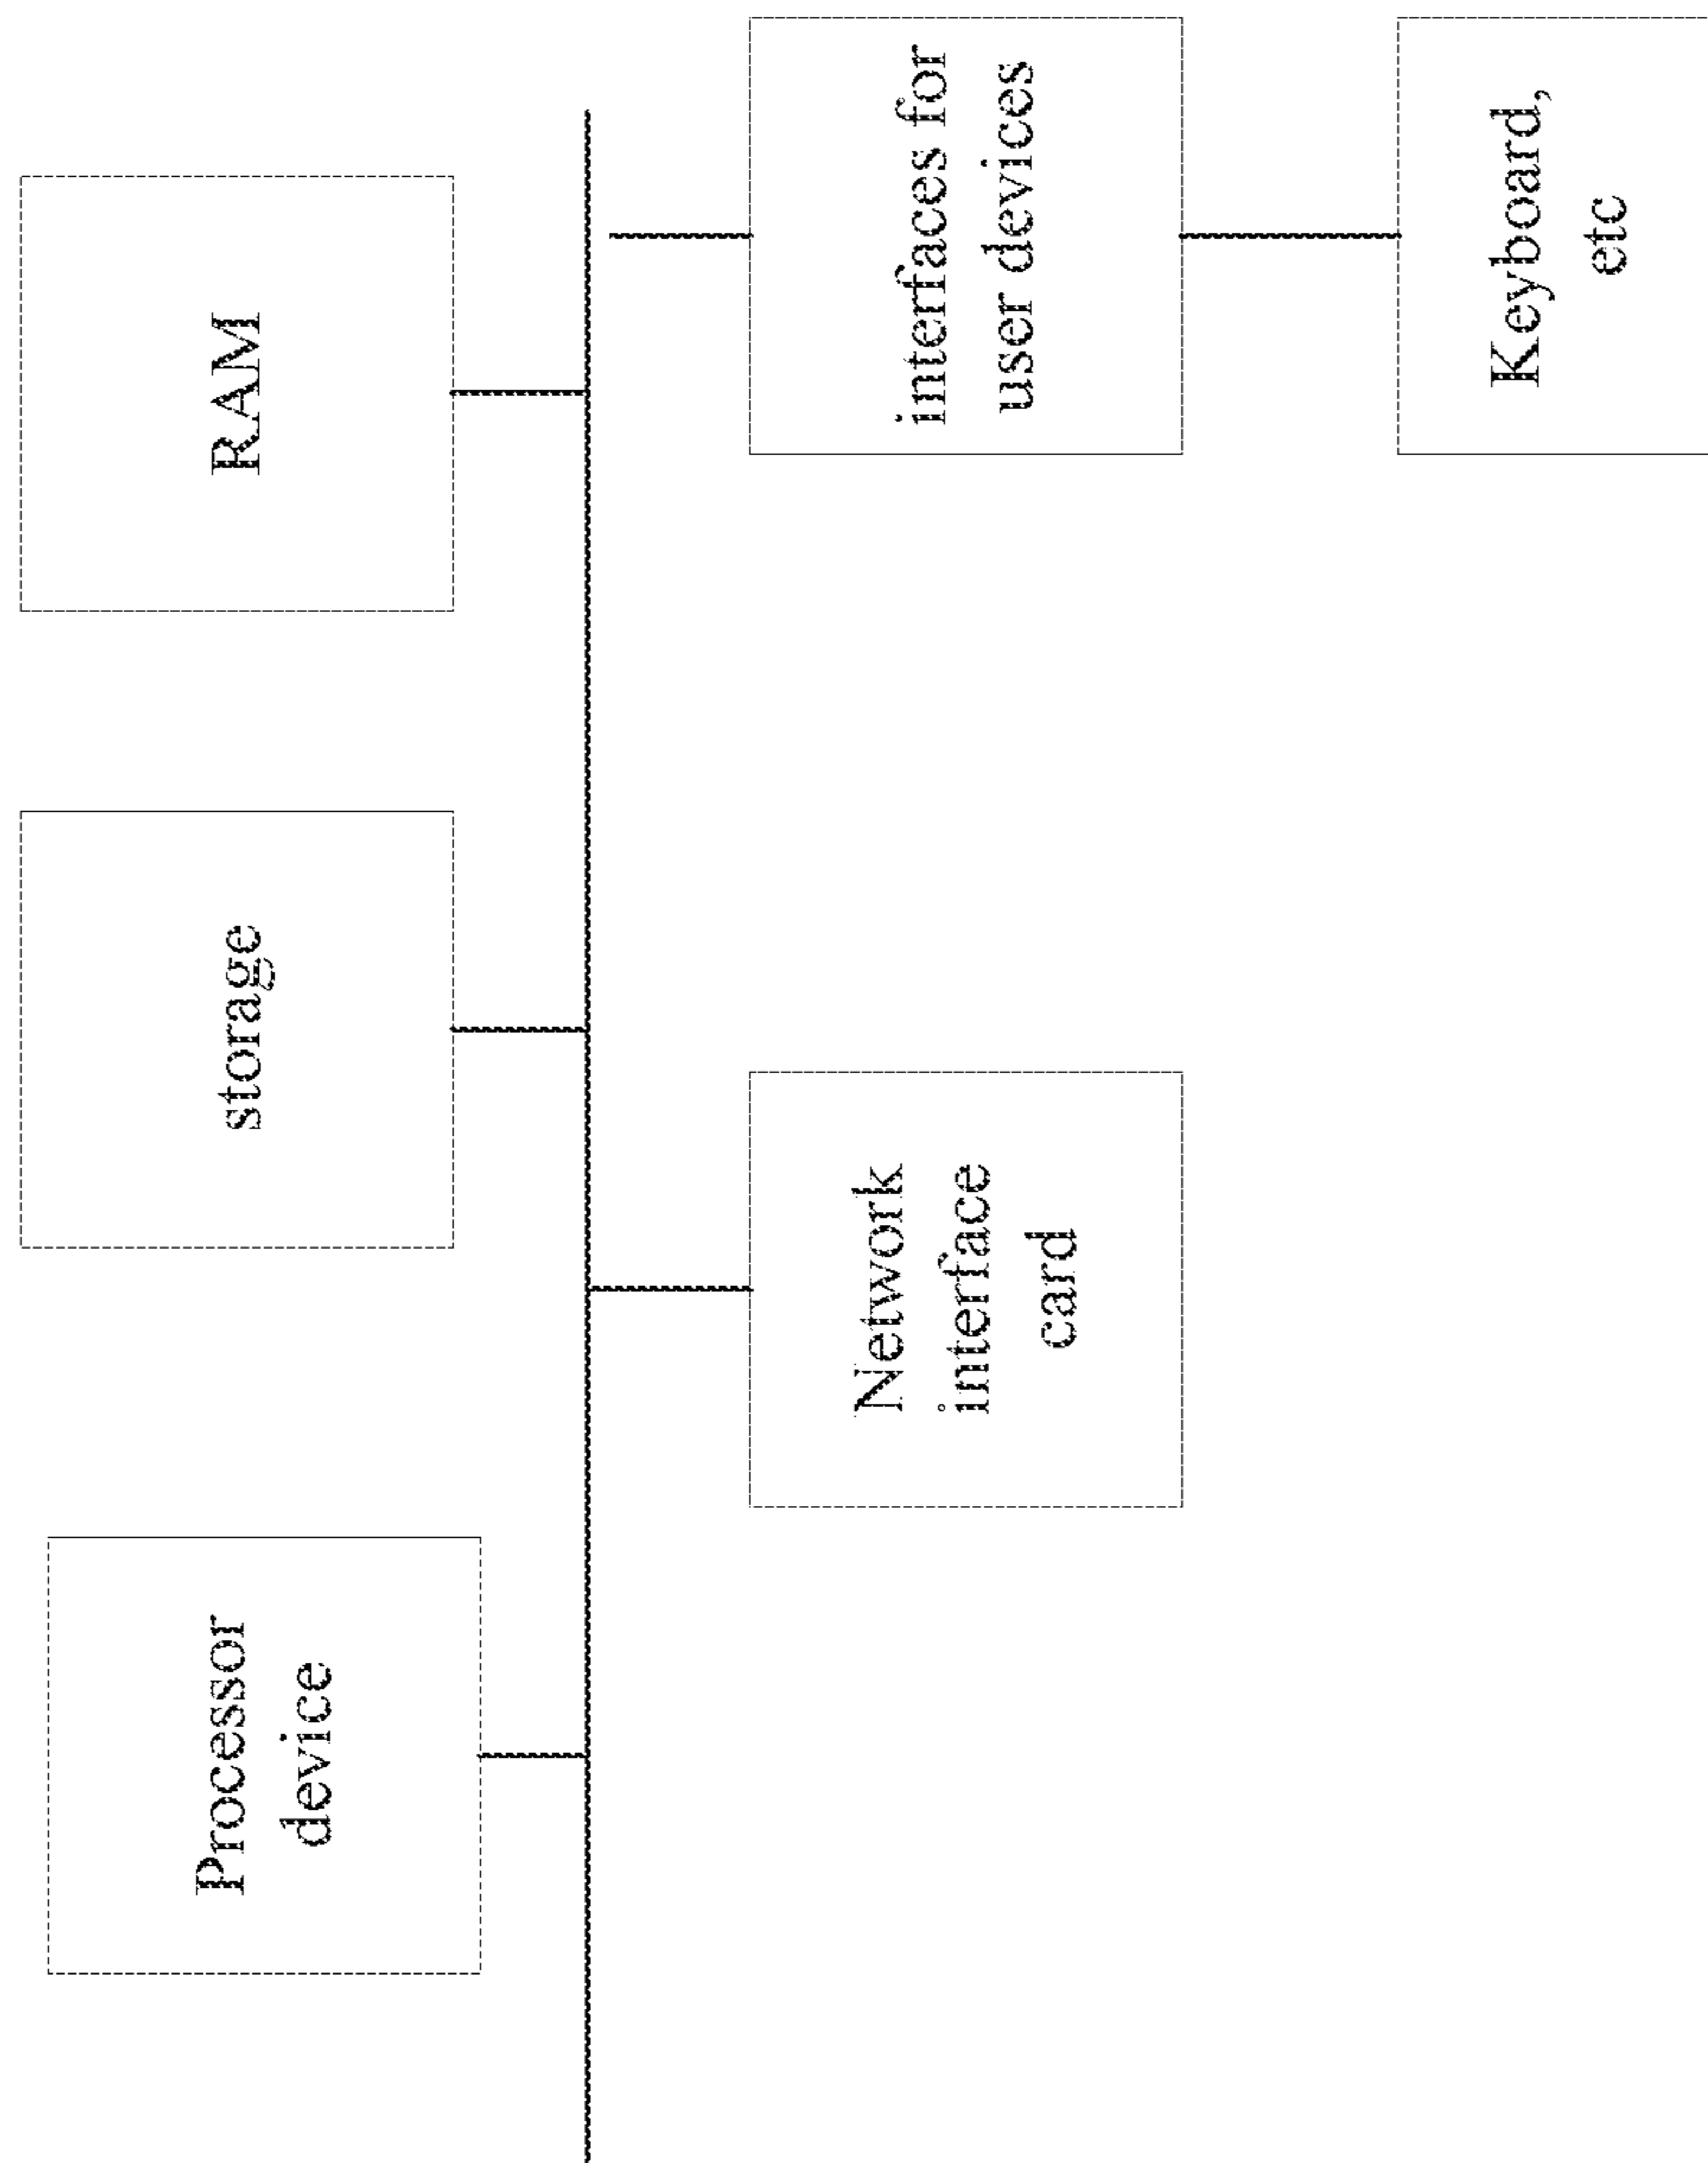 Processor
device
storage
RAM
Network
interface
card
interfaces for
user devices
Keyboard,
etc